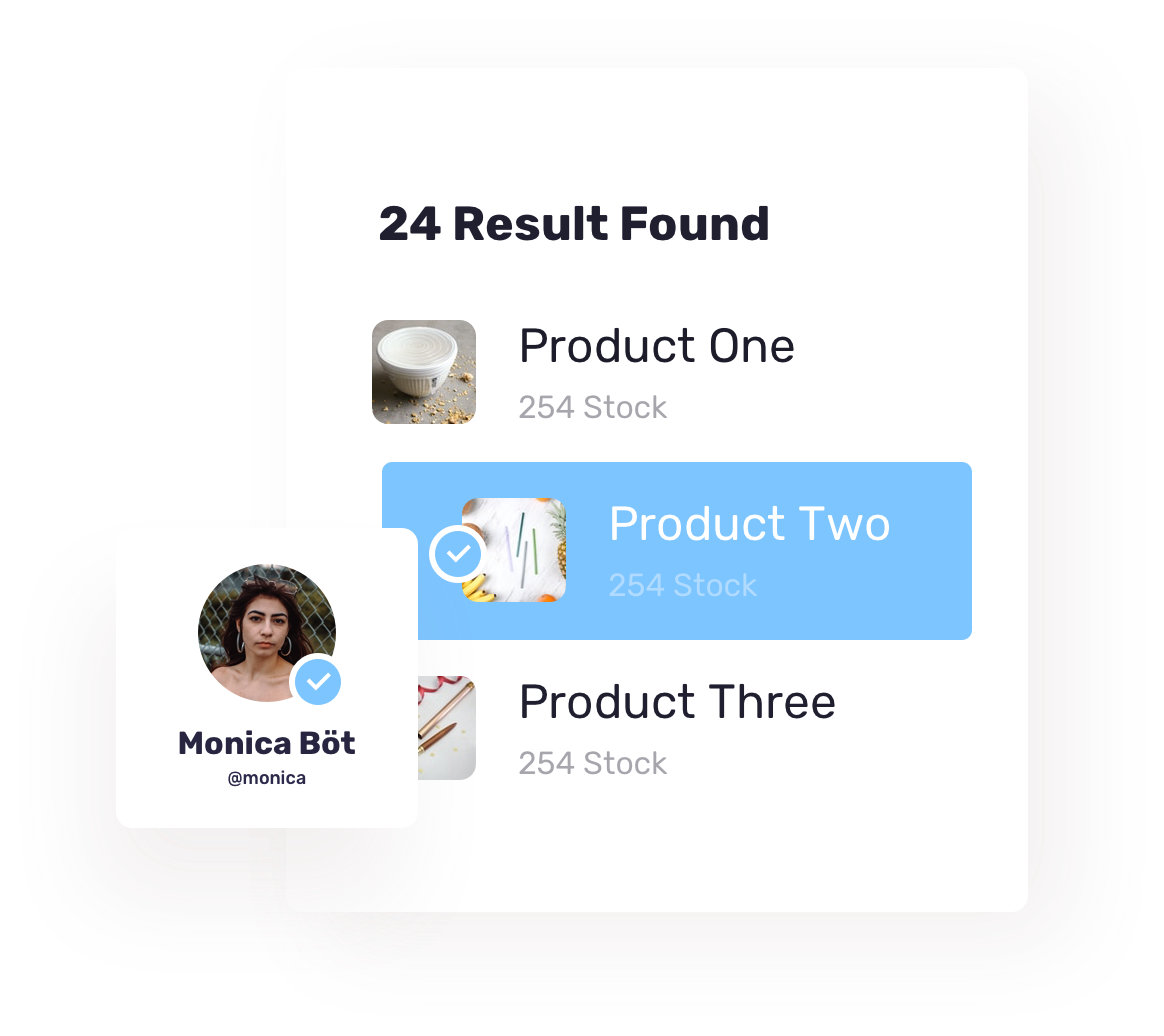 24 Result Found
Product One
254 Stock
Product Two
254 Stock
Product Three
254 Stock
Monica Böt
@monica